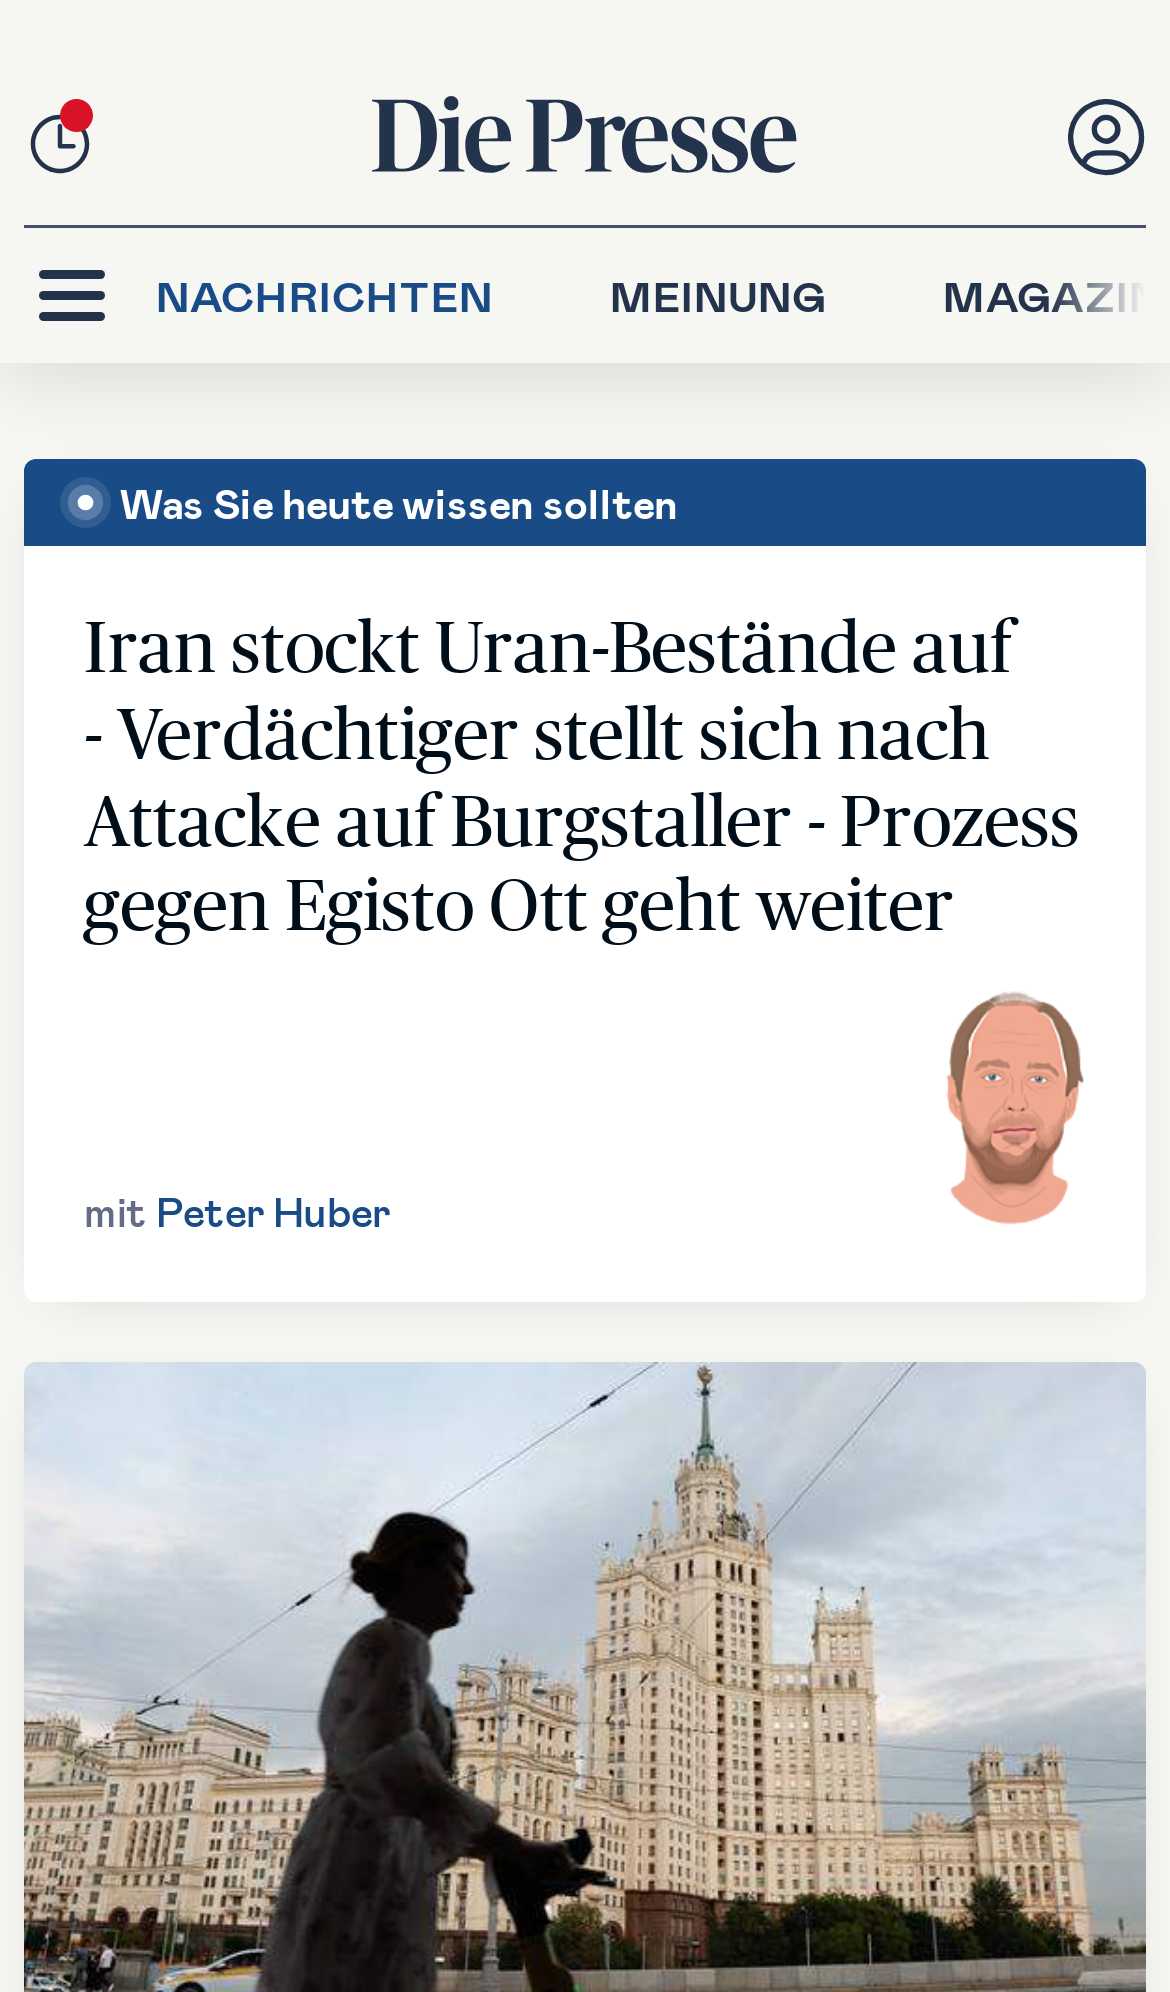 Die Presse
NACHRICHTEN MEINUNG MAGAZIN
Was Sie heute wissen sollten
Iran stockt Uran-Bestände auf
- Verdächtiger stellt sich nach
Attacke auf Burgstaller - Prozess
gegen Egisto Ott geht weiter
mit Peter Huber